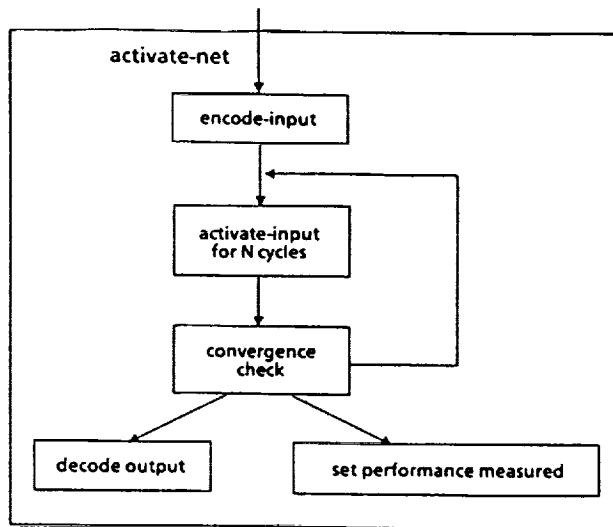 activate-net
encode-input
activate-input
for N cycles
convergence
check
decode output
set performance measured